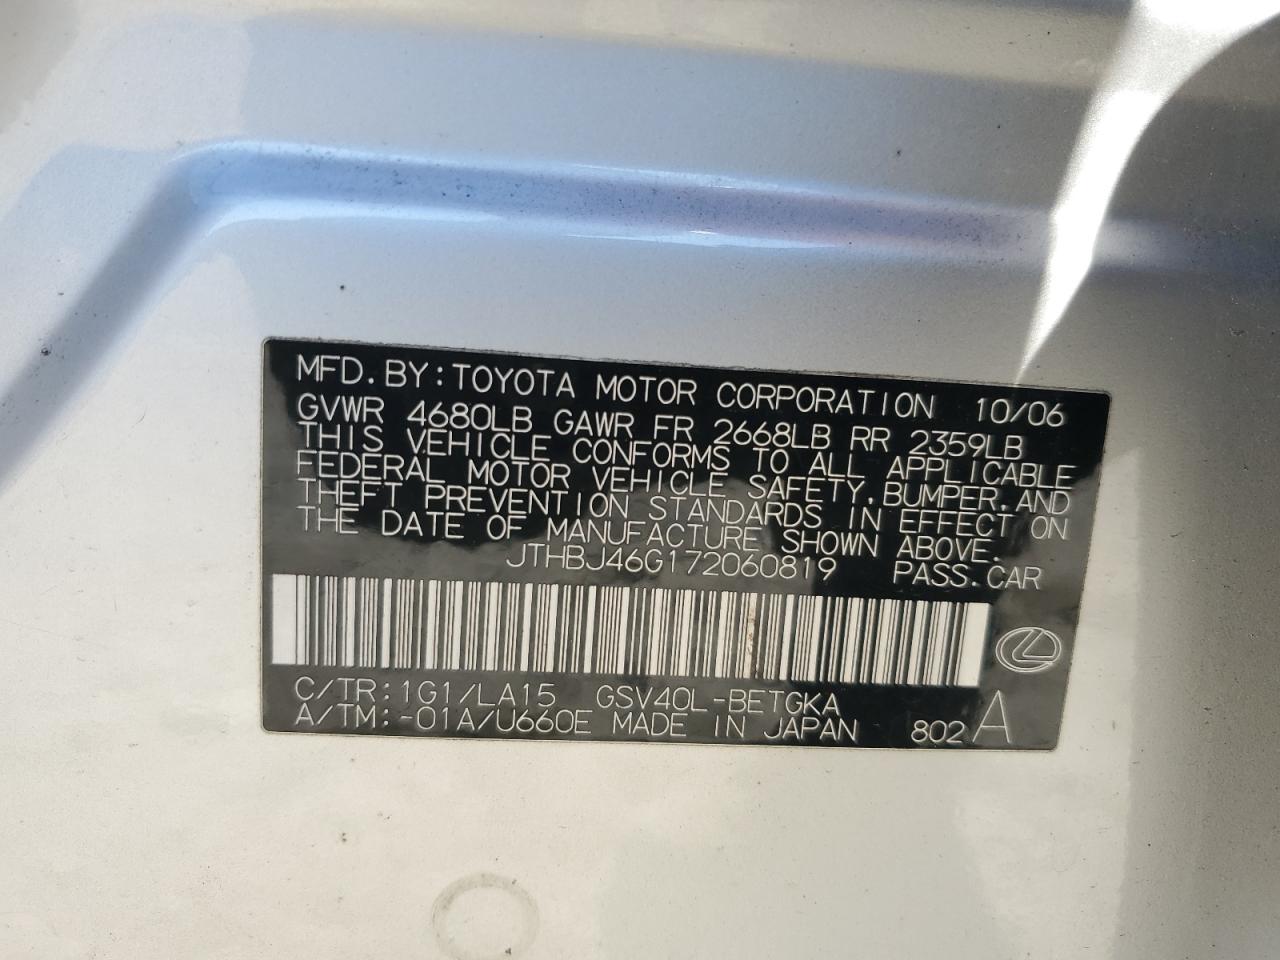 MFD.BY:TOYOTA MOTOR CORPORATION 10/06
GVWR 4680LB GAWR FR 2668LB RR 2359LB
THIS VEHICLE CONFORMS TO ALL APPLICABLE
FEDERAL MOTOR VEHICLE SAFETY,BUMPER,AND
THEFT PREVENTION STANDARDS IN EFFECT ON
THE DATE OF MANUFACTURE SHOWN ABOVE.
JTHBJ46G172060819 PASS.CAR
C/TR:1G1/LA15 GSV40L-BETGKA
A/TM:-01A/U660E MADE IN JAPAN 802 A